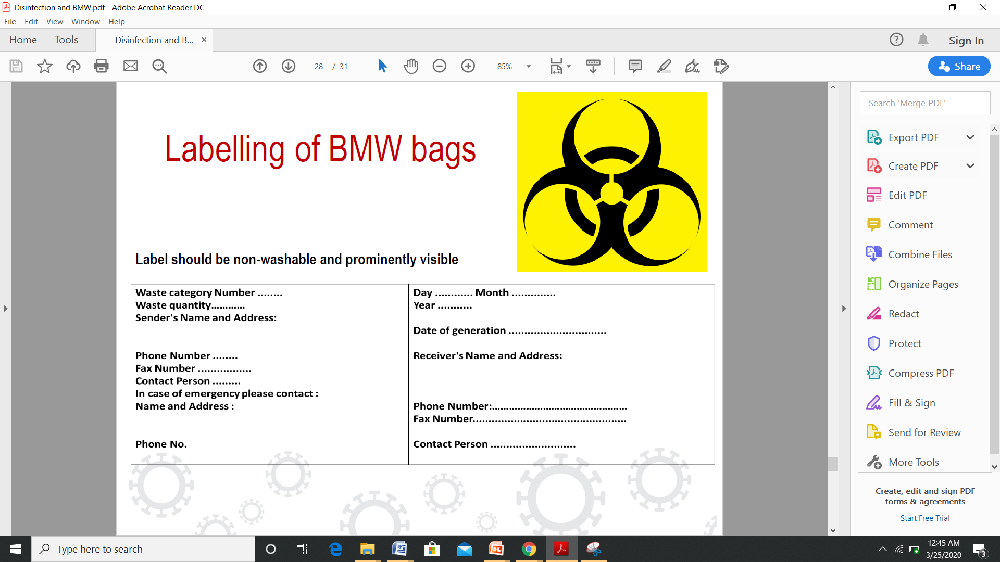 Disinfection and BMW.pdf - Adobe Acrobat Reader DC
File Edit View Window Help
Home Tools Disinfection and B... × Sign In
28 / 31 85% Share
Labelling of BMW bags
Label should be non-washable and prominently visible
Waste category Number ........
Waste quantity............
Sender's Name and Address:
Phone Number ........
Fax Number .................
Contact Person .........
In case of emergency please contact :
Name and Address :
Phone No.
Day ............ Month ..............
Year ...........
Date of generation ...............................
Receiver's Name and Address:
Phone Number:...........................................
Fax Number................................................
Contact Person ...........................
Search 'Merge PDF'
Export PDF
Create PDF
Edit PDF
Comment
Combine Files
Organize Pages
Redact
Protect
Compress PDF
Fill & Sign
Send for Review
More Tools
Create, edit and sign PDF
forms & agreements
Start Free Trial
Type here to search
12:45 AM
3/25/2020
3